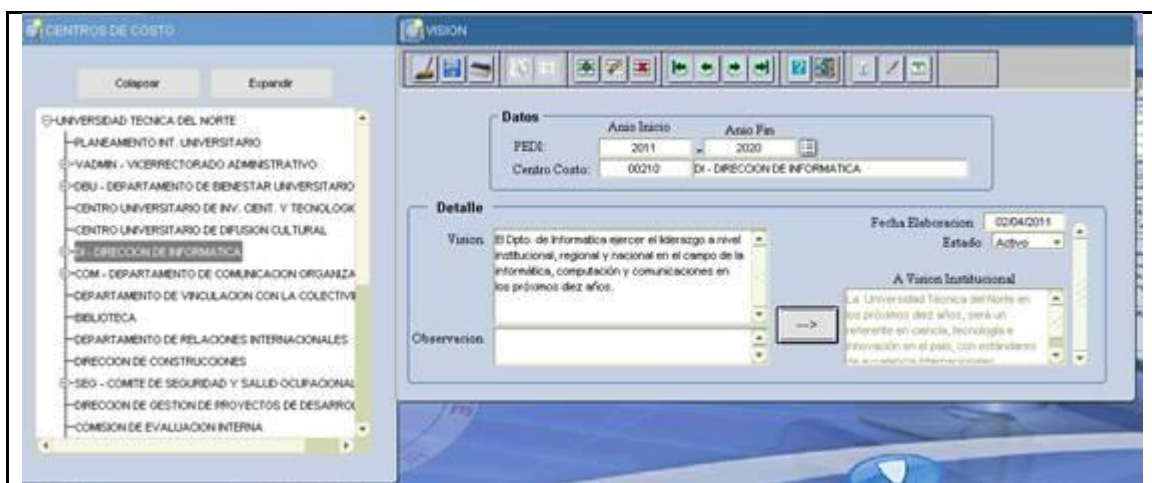 CENTROS DE COSTO
Colapsar Expandir
UNIVERSIDAD TECNICA DEL NORTE
PLANEAMIENTO INT. UNIVERSITARIO
VADMIN - VICERRECTORADO ADMINISTRATIVO
DBU - DEPARTAMENTO DE BIENESTAR UNIVERSITARIO
CENTRO UNIVERSITARIO DE INV. CIENT. Y TECNOLOGIC
CENTRO UNIVERSITARIO DE DIFUSION CULTURAL
DI - DIRECCION DE INFORMATICA
COM - DEPARTAMENTO DE COMUNICACION ORGANIZA
DEPARTAMENTO DE VINCULACION CON LA COLECTIVI
BIBLIOTECA
DEPARTAMENTO DE RELACIONES INTERNACIONALES
DIRECCION DE CONSTRUCCIONES
SEG - COMITE DE SEGURIDAD Y SALUD OCUPACIONAL
DIRECCION DE GESTION DE PROYECTOS DE DESARROL
COMISION DE EVALUACION INTERNA
VISION
Datos
Anio Inicio Anio Fin
PEDI: 2011 - 2020
Centro Costo: 00210 DI - DIRECCION DE INFORMATICA
Detalle
Fecha Elaboracion 02/04/2011
Estado Activo
Vision El Dpto. de Informatica ejercer el liderazgo a nivel
institucional, regional y nacional en el campo de la
informática, computación y comunicaciones en
los próximos diez años.
Observacion
--->
A Vision Institucional
La Universidad Técnica del Norte en
los próximos diez años, será un
referente en ciencia, tecnología e
innovación en el país, con estándares
de excelencia internacionales